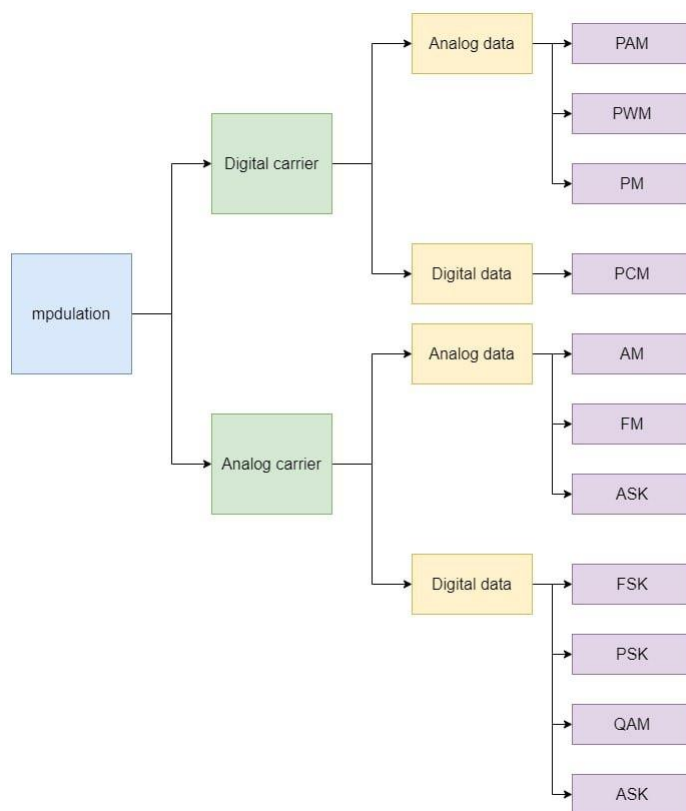 Analog data
PAM
PWM
Digital carrier
PM
Digital data
PCM
mpdulation
Analog data
AM
FM
Analog carrier
ASK
Digital data
FSK
PSK
QAM
ASK